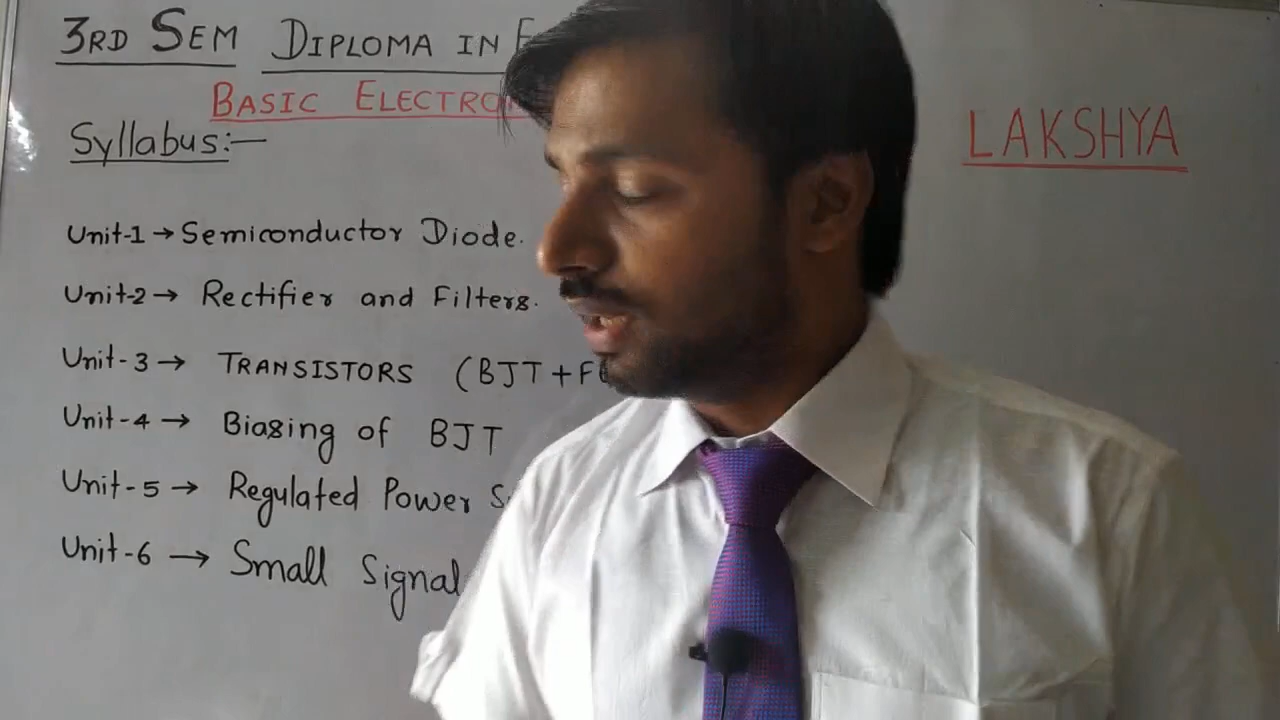 3RD SEM DIPLOMA IN
BASIC
LAKSHYA
Syllabus:-
Unit-1 → Semiconductor Diode.
Unit-2 → Rectifier and Filters.
Unit-3 → TRANSISTORS (BJT+F
Unit-4 → Biasing of BJT
Unit-5 → Regulated Power
Unit-6 → Small Signal